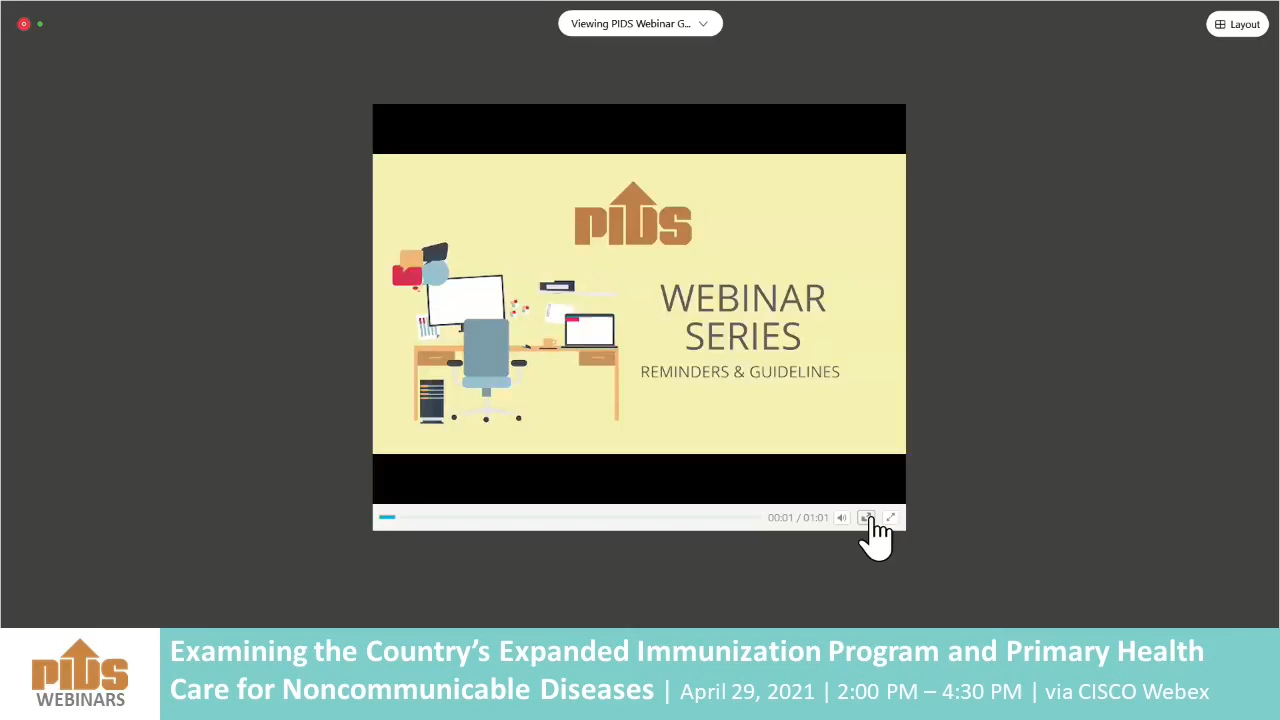 Viewing PIDS Webinar G...
Layout
PIDS
WEBINAR
SERIES
REMINDERS & GUIDELINES
00:01 / 01:01
PIDS
WEBINARS
Examining the Country's Expanded Immunization Program and Primary Health
Care for Noncommunicable Diseases | April 29, 2021 | 2:00 PM – 4:30 PM | via CISCO Webex